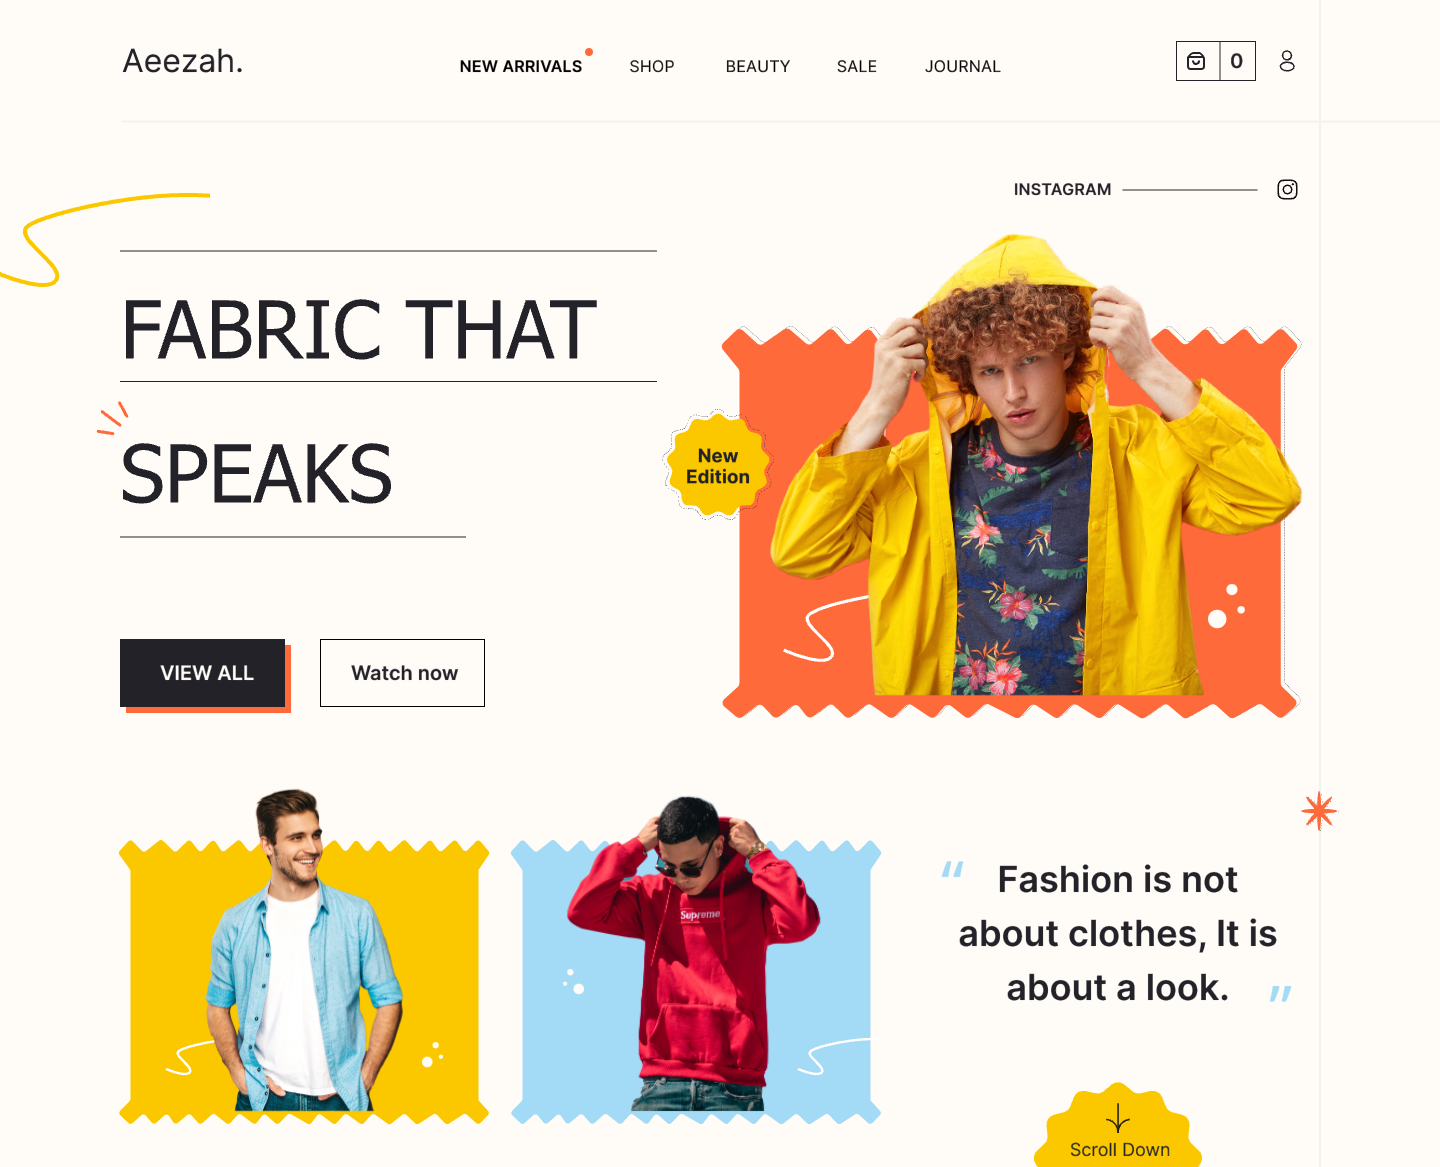 Aeezah.
NEW ARRIVALS
SHOP
BEAUTY
SALE
JOURNAL
0
INSTAGRAM
FABRIC THAT
SPEAKS
New
Edition
VIEW ALL
Watch now
Supreme
“ Fashion is not
about clothes, It is
about a look. ”
Scroll Down